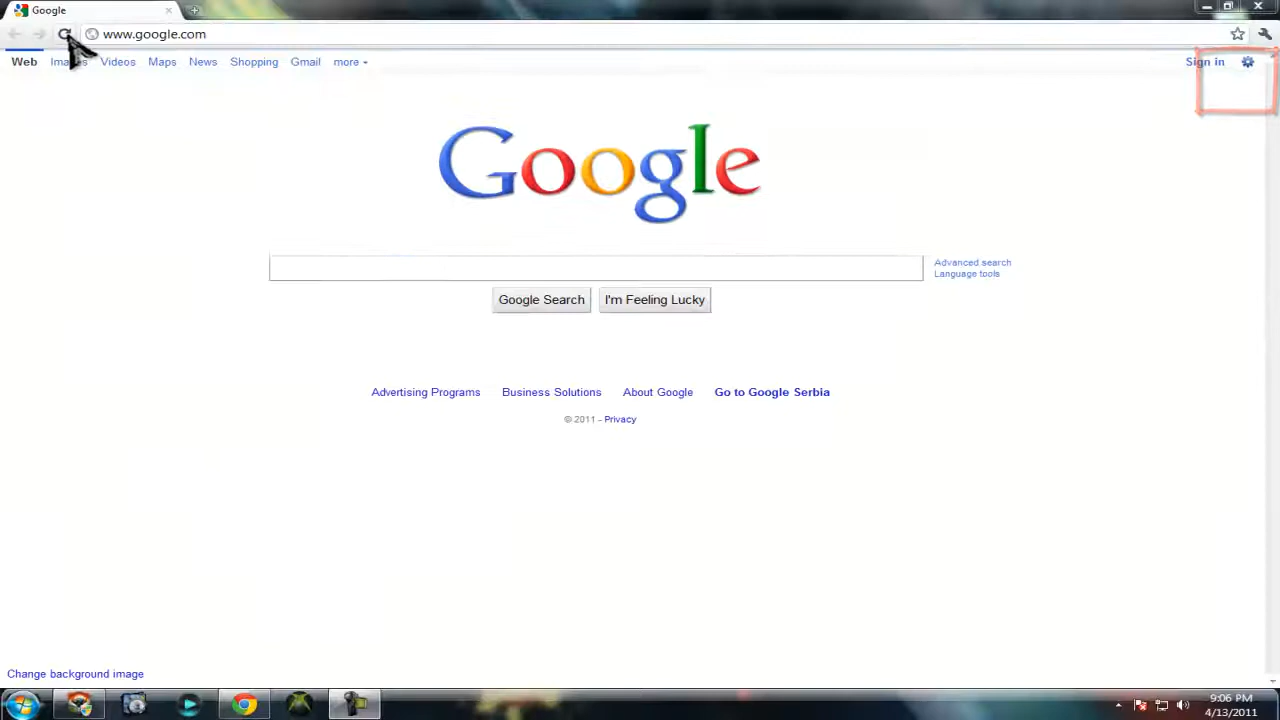 Google
www.google.com
Web Images Videos Maps News Shopping Gmail more
Sign in
Google
Advanced search
Language tools
Google Search I'm Feeling Lucky
Advertising Programs Business Solutions About Google Go to Google Serbia
© 2011 - Privacy
Change background image
9:06 PM
4/13/2011